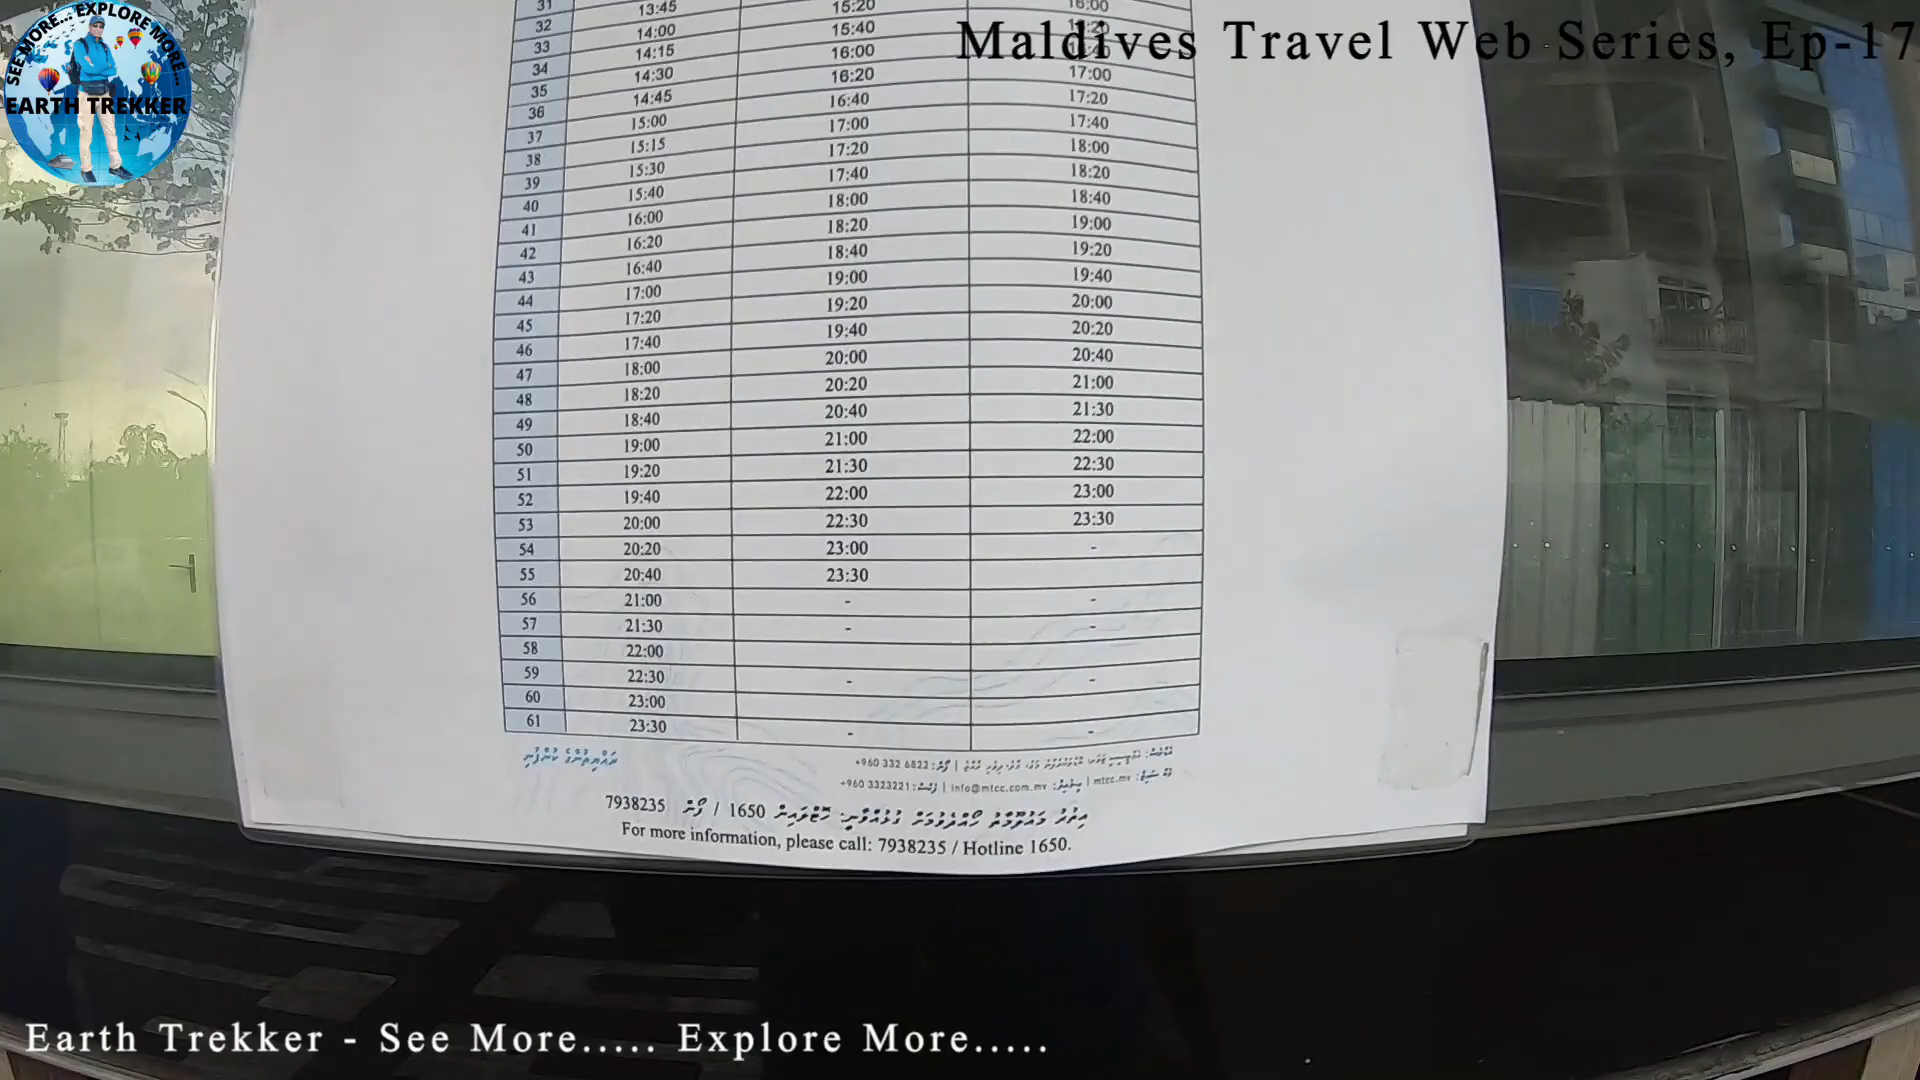 Maldives Travel Web Series, Ep-17
SEE MORE... EXPLORE MORE...
EARTH TREKKER
31
32 13:45
33 14:00 15:20 16:00
34 14:15 15:40
35 14:30 16:00
36 14:45 16:20 17:00
37 15:00 16:40 17:20
38 15:15 17:00 17:40
39 15:30 17:20 18:00
40 15:40 17:40 18:20
41 16:00 18:00 18:40
42 16:20 18:20 19:00
43 16:40 18:40 19:20
44 17:00 19:00 19:40
45 17:20 19:20 20:00
46 17:40 19:40 20:20
47 18:00 20:00 20:40
48 18:20 20:20 21:00
49 18:40 20:40 21:30
50 19:00 21:00 22:00
51 19:20 21:30 22:30
52 19:40 22:00 23:00
53 20:00 22:30 23:30
54 20:20 23:00 -
55 20:40 23:30
56 21:00 - -
57 21:30 - -
58 22:00
59 22:30 - -
60 23:00
61 23:30 - -
ރައްޔިތުންގެ ކުންފުނި
+960 332 6822
+960 3323221 | info@mtcc.com.mv | mtcc.mv
އިތުރު މަޢުލޫމާތު ހޯއްދެވުމަށް ގުޅުއްވާނީ: ހޮޓްލައިން 1650 / ފޯން 7938235
For more information, please call: 7938235 / Hotline 1650.
Earth Trekker - See More..... Explore More.....